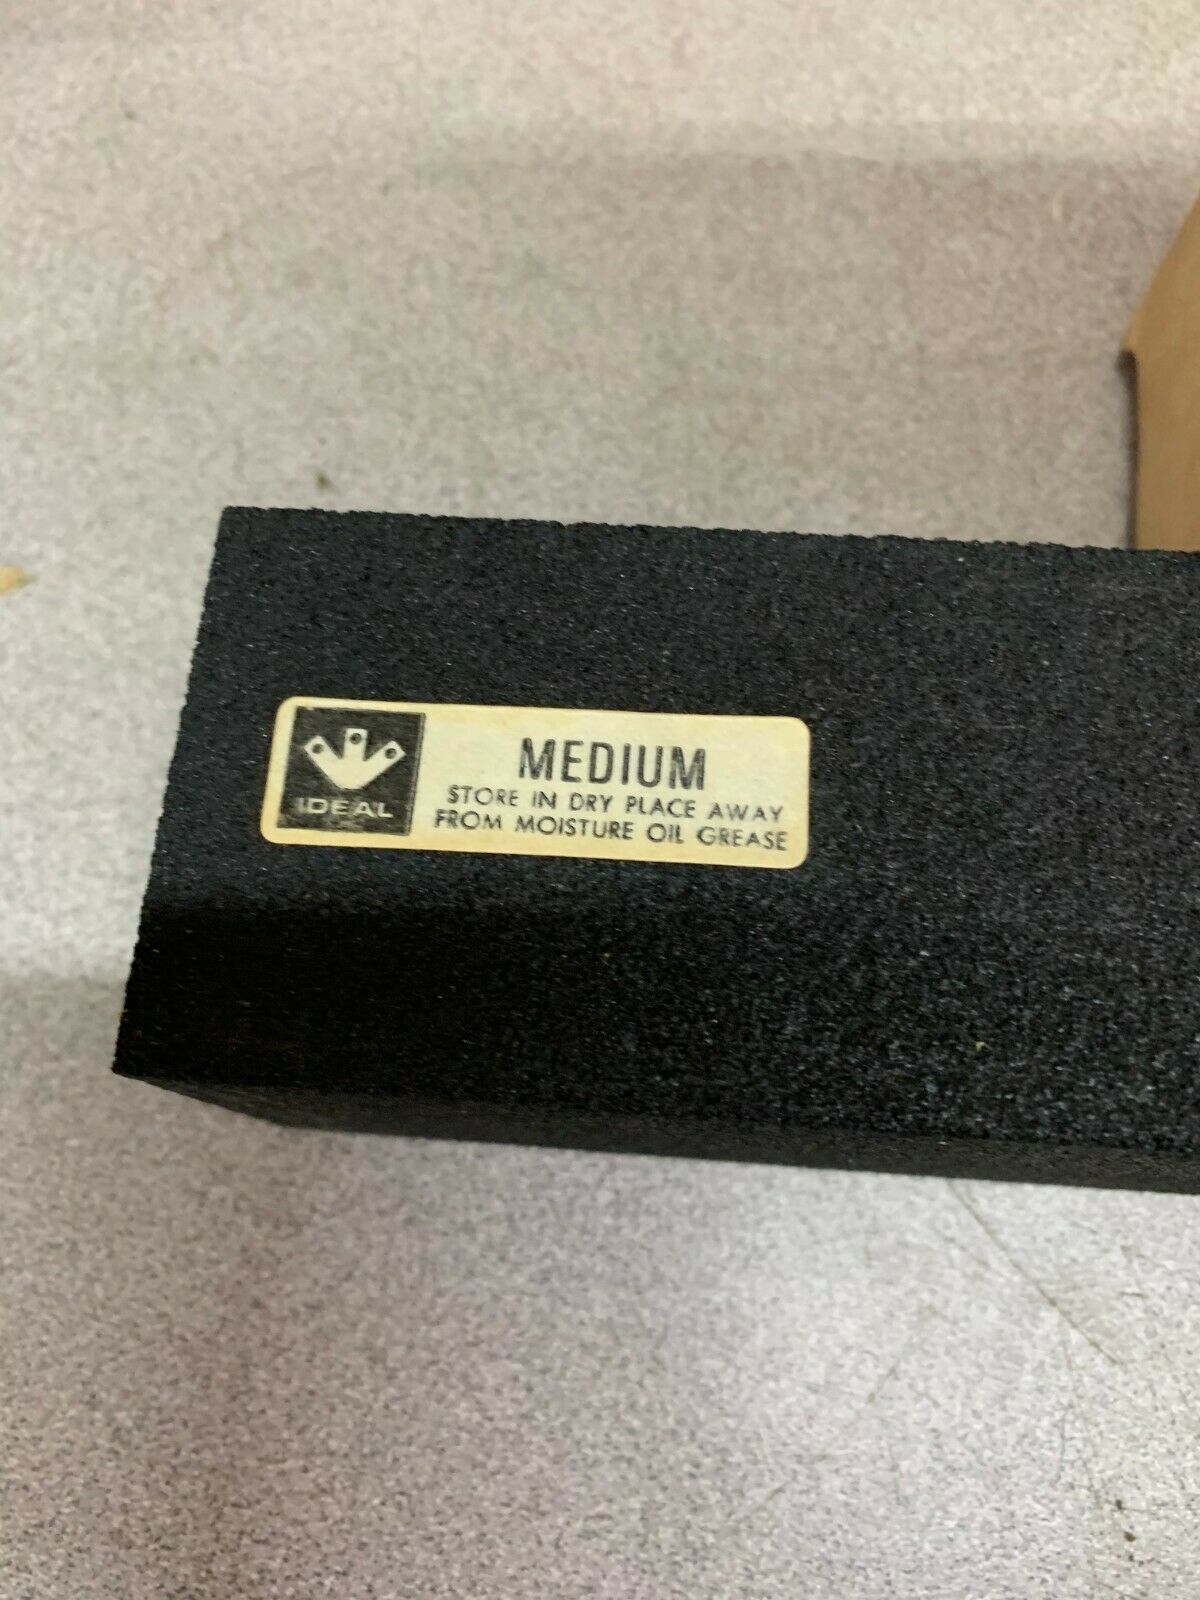 IDEAL
MEDIUM
STORE IN DRY PLACE AWAY
FROM MOISTURE OIL GREASE